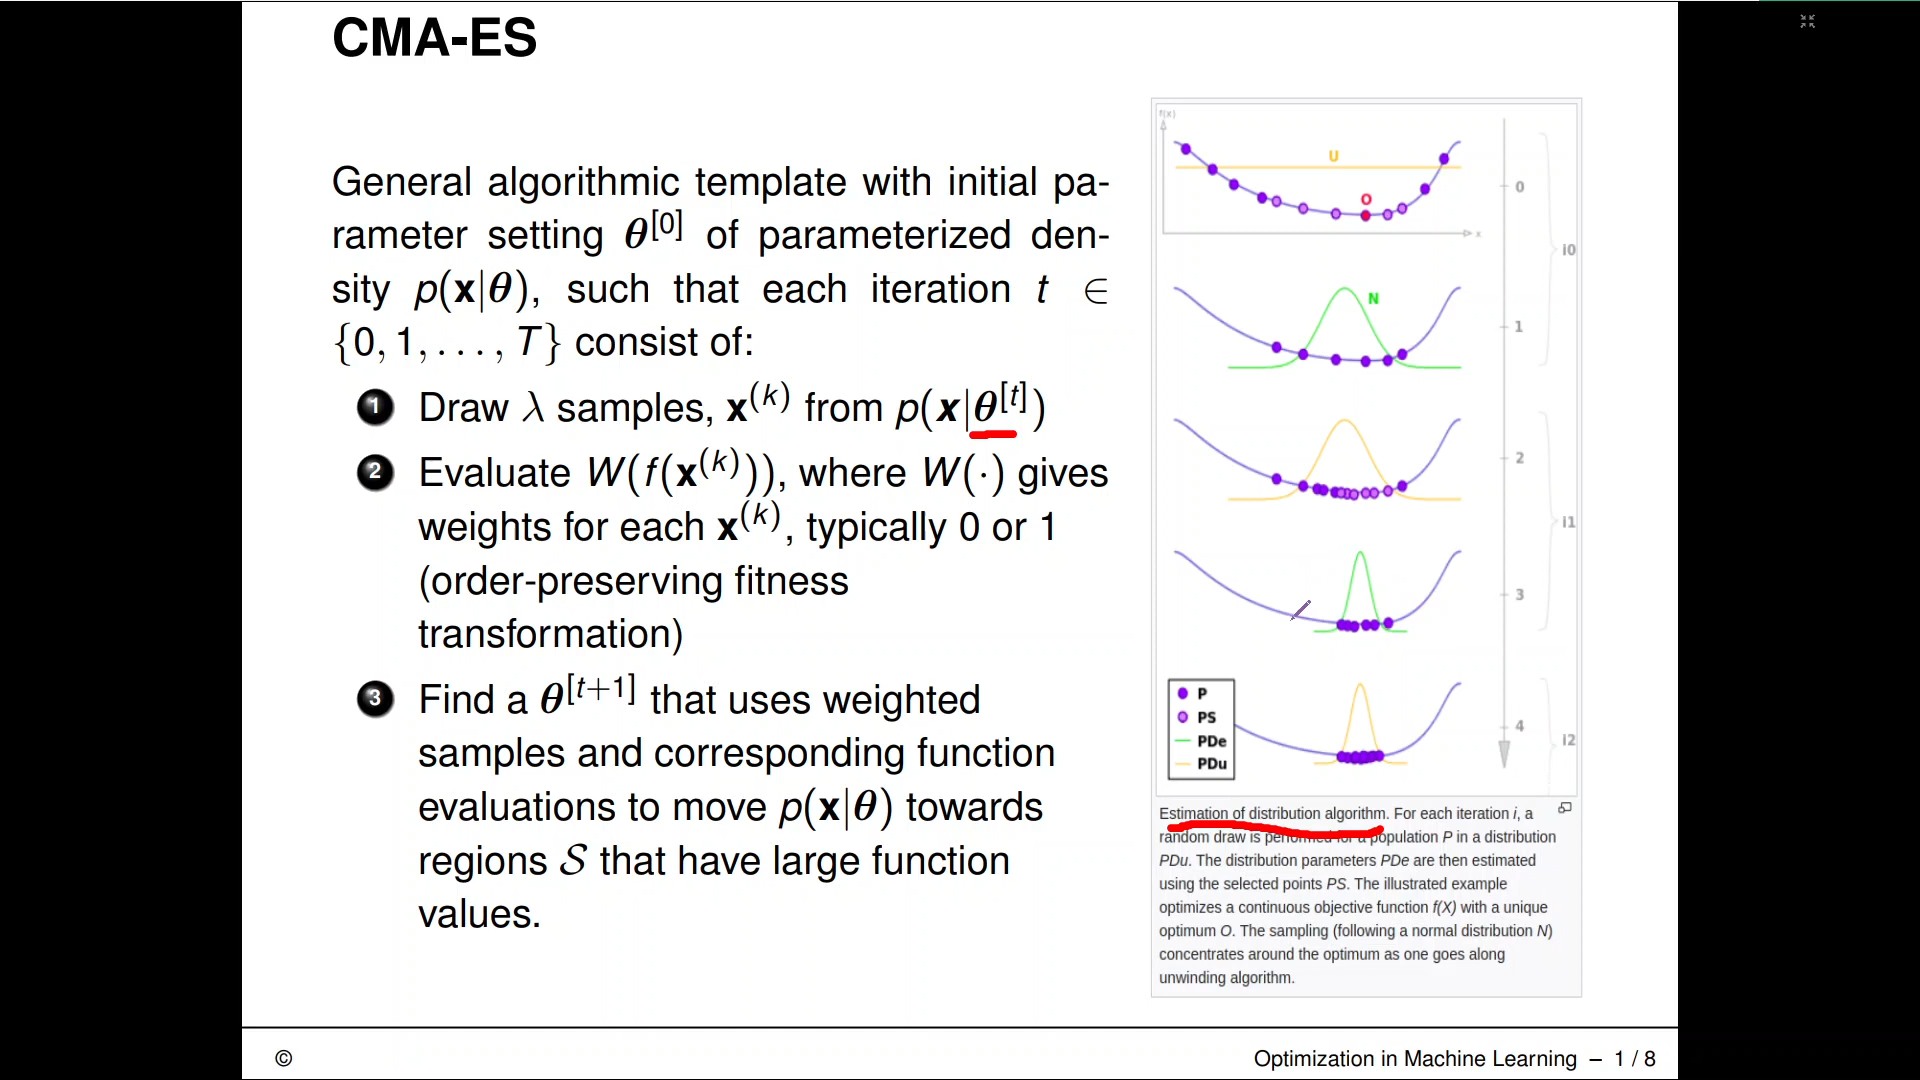 CMA-ES
General algorithmic template with initial pa-
rameter setting θ^[0] of parameterized den-
sity p(x|θ), such that each iteration t ∈
{0, 1, . . . , T} consist of:
1 Draw λ samples, x^(k) from p(x|θ^[t])
2 Evaluate W(f(x^(k))), where W(·) gives
weights for each x^(k), typically 0 or 1
(order-preserving fitness
transformation)
3 Find a θ^[t+1] that uses weighted
samples and corresponding function
evaluations to move p(x|θ) towards
regions S that have large function
values.
f(x)
U
O
x
0
i0
N
1
2
i1
3
4
i2
P
PS
PDe
PDu
Estimation of distribution algorithm. For each iteration i, a
random draw is performed for a population P in a distribution
PDu. The distribution parameters PDe are then estimated
using the selected points PS. The illustrated example
optimizes a continuous objective function f(X) with a unique
optimum O. The sampling (following a normal distribution N)
concentrates around the optimum as one goes along
unwinding algorithm.
© Optimization in Machine Learning – 1 / 8